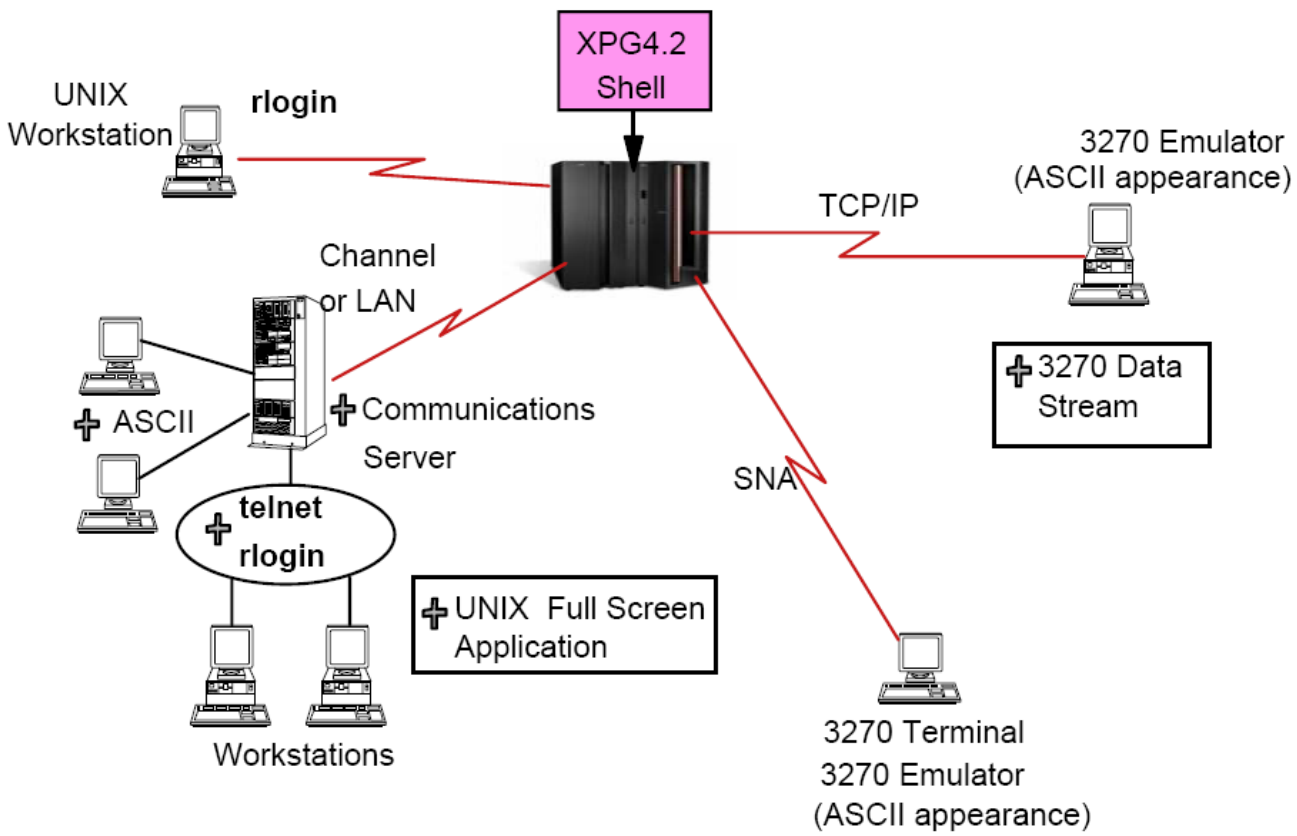 XPG4.2
Shell
UNIX
Workstation
rlogin
3270 Emulator
(ASCII appearance)
TCP/IP
Channel
or LAN
3270 Data
Stream
ASCII
Communications
Server
SNA
telnet
rlogin
UNIX Full Screen
Application
Workstations
3270 Terminal
3270 Emulator
(ASCII appearance)